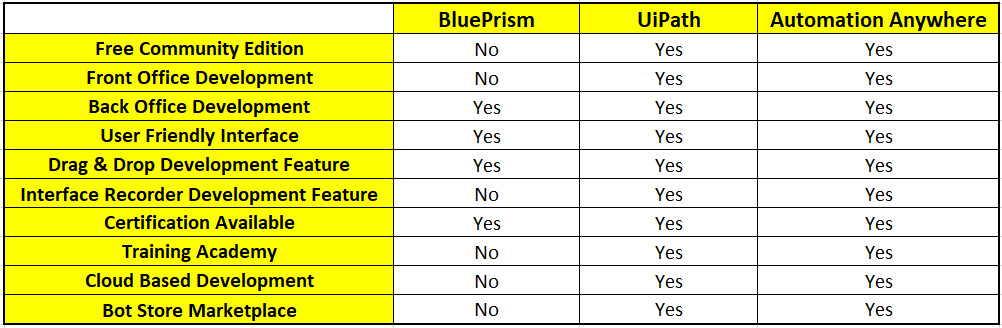 BluePrism UiPath Automation Anywhere
Free Community Edition No Yes Yes
Front Office Development No Yes Yes
Back Office Development Yes Yes Yes
User Friendly Interface Yes Yes Yes
Drag & Drop Development Feature Yes Yes Yes
Interface Recorder Development Feature No Yes Yes
Certification Available Yes Yes Yes
Training Academy No Yes Yes
Cloud Based Development No Yes Yes
Bot Store Marketplace No Yes Yes